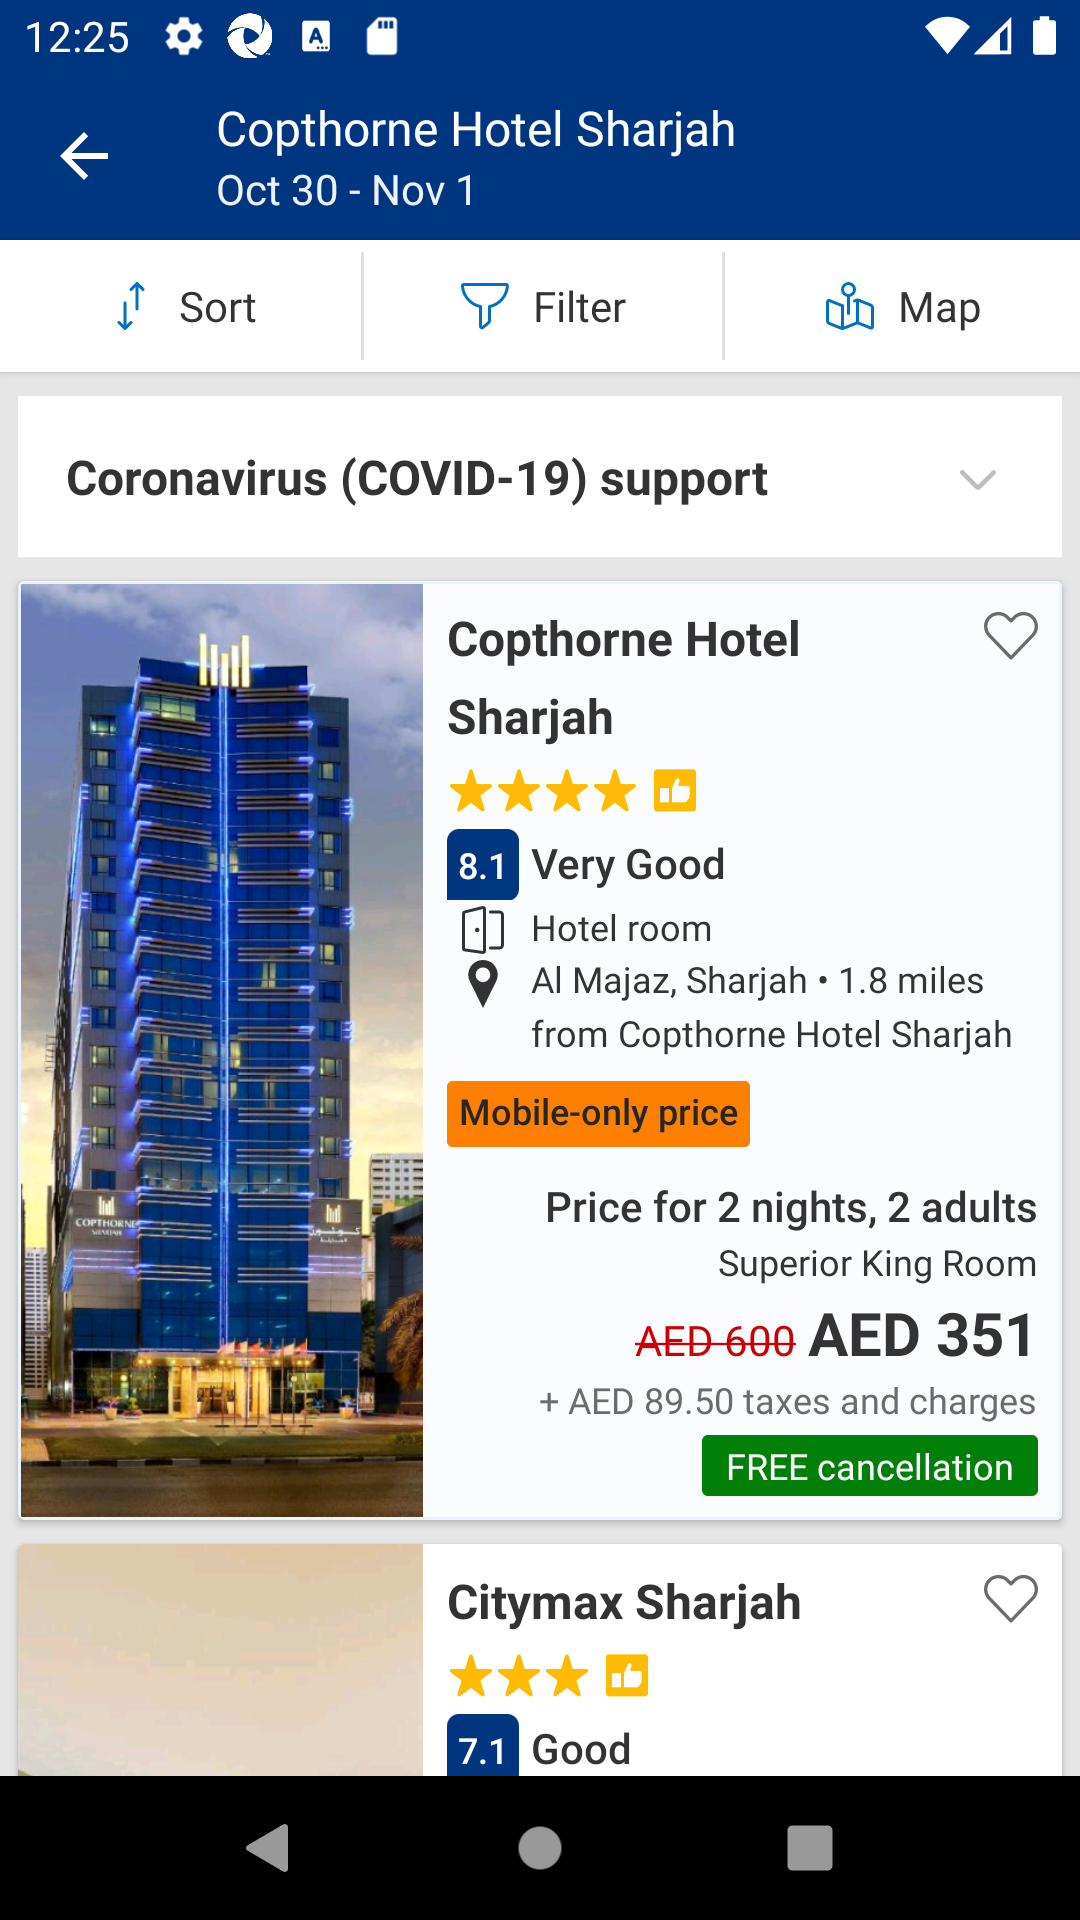 12:25
Copthorne Hotel Sharjah
Oct 30 - Nov 1
Sort
Filter
Map
Coronavirus (COVID-19) support
Copthorne Hotel
Sharjah
8.1 Very Good
Hotel room
Al Majaz, Sharjah • 1.8 miles
from Copthorne Hotel Sharjah
Mobile-only price
Price for 2 nights, 2 adults
Superior King Room
AED 600 AED 351
+ AED 89.50 taxes and charges
FREE cancellation
COPTHORNE
SHARJAH
Citymax Sharjah
7.1 Good